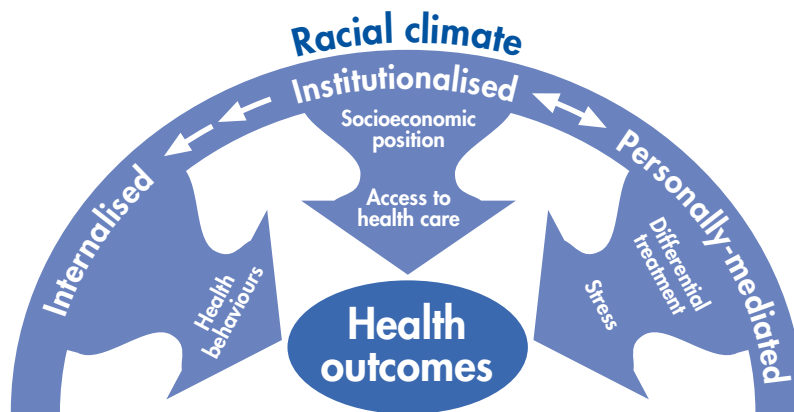 Racial climate
Institutionalised
Socioeconomic
position
Access to
health care
Internalised
Health
behaviours
Personally-mediated
Differential
treatment
Stress
Health
outcomes